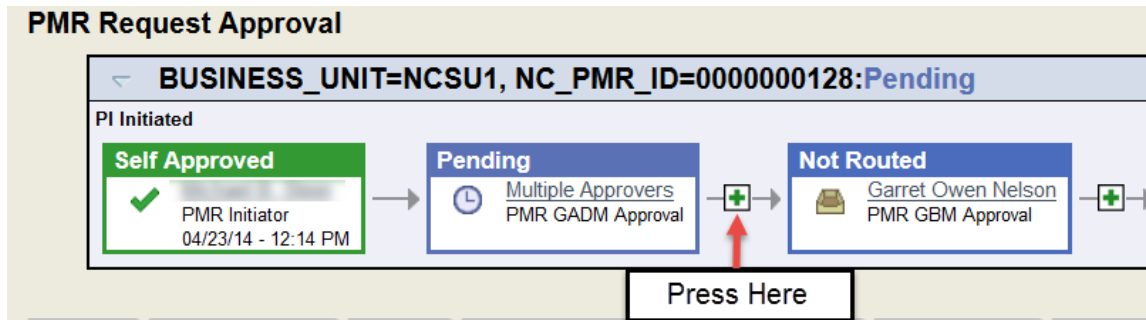 PMR Request Approval
BUSINESS_UNIT=NCSU1, NC_PMR_ID=0000000128:Pending
PI Initiated
Self Approved
PMR Initiator
04/23/14 - 12:14 PM
Pending
Multiple Approvers
PMR GADM Approval
Not Routed
Garret Owen Nelson
PMR GBM Approval
Press Here